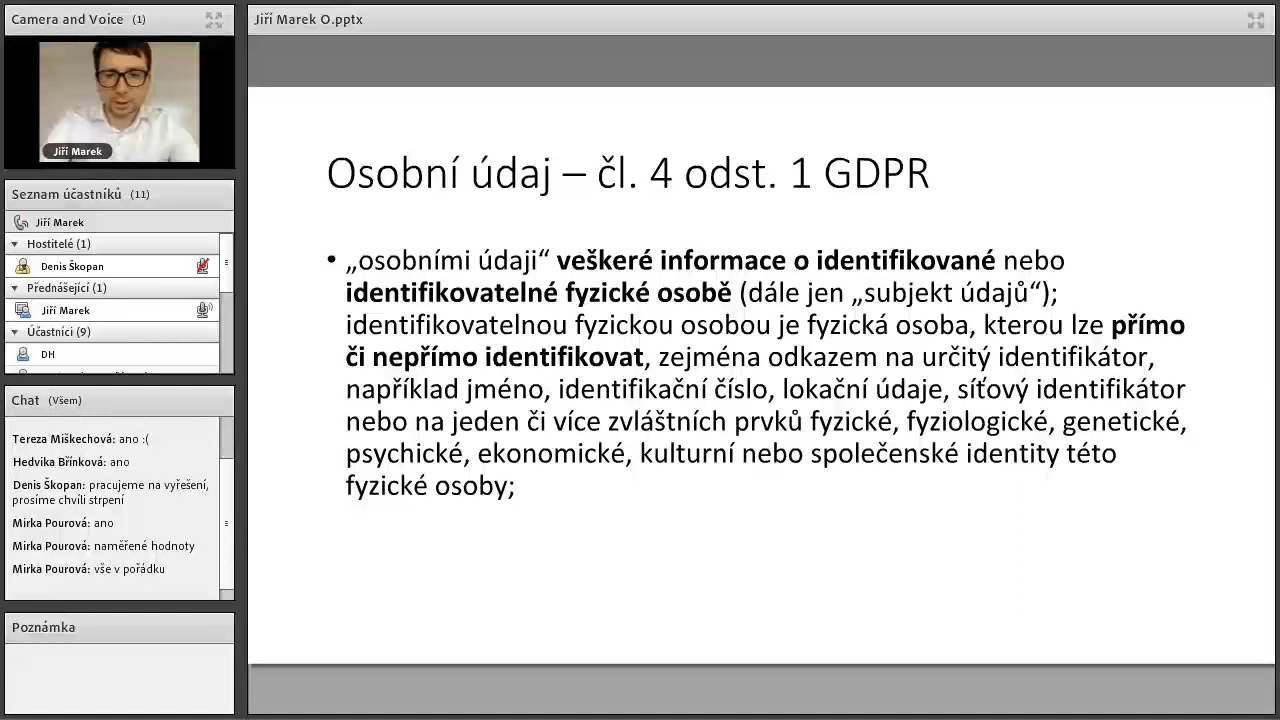 Camera and Voice (1)
Jiří Marek
Seznam účastníků (11)
Jiří Marek
Hostitelé (1)
Denis Škopan
Přednášející (1)
Jiří Marek
Účastníci (9)
DH
Chat (Všem)
Tereza Miškechová: ano :(
Hedvika Břínková: ano
Denis Škopan: pracujeme na vyřešení,
prosíme chvíli strpení
Mirka Pourová: ano
Mirka Pourová: naměřené hodnoty
Mirka Pourová: vše v pořádku
Poznámka
Jiří Marek O.pptx
Osobní údaj – čl. 4 odst. 1 GDPR
• „osobními údaji“ veškeré informace o identifikované nebo
identifikovatelné fyzické osobě (dále jen „subjekt údajů“);
identifikovatelnou fyzickou osobou je fyzická osoba, kterou lze přímo
či nepřímo identifikovat, zejména odkazem na určitý identifikátor,
například jméno, identifikační číslo, lokační údaje, síťový identifikátor
nebo na jeden či více zvláštních prvků fyzické, fyziologické, genetické,
psychické, ekonomické, kulturní nebo společenské identity této
fyzické osoby;